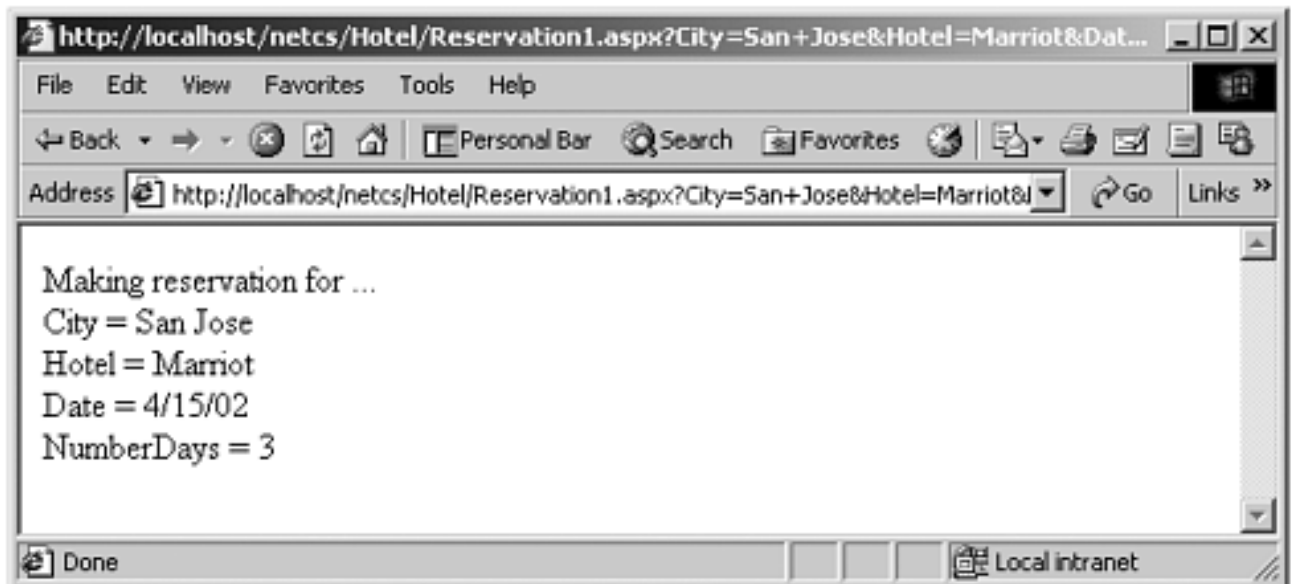 http://localhost/netcs/Hotel/Reservation1.aspx?City=San+Jose&Hotel=Marriot&Dat...
File Edit View Favorites Tools Help
Back Personal Bar Search Favorites
Address http://localhost/netcs/Hotel/Reservation1.aspx?City=San+Jose&Hotel=Marriot& Go Links »
Making reservation for ...
City = San Jose
Hotel = Marriot
Date = 4/15/02
NumberDays = 3
Done Local intranet